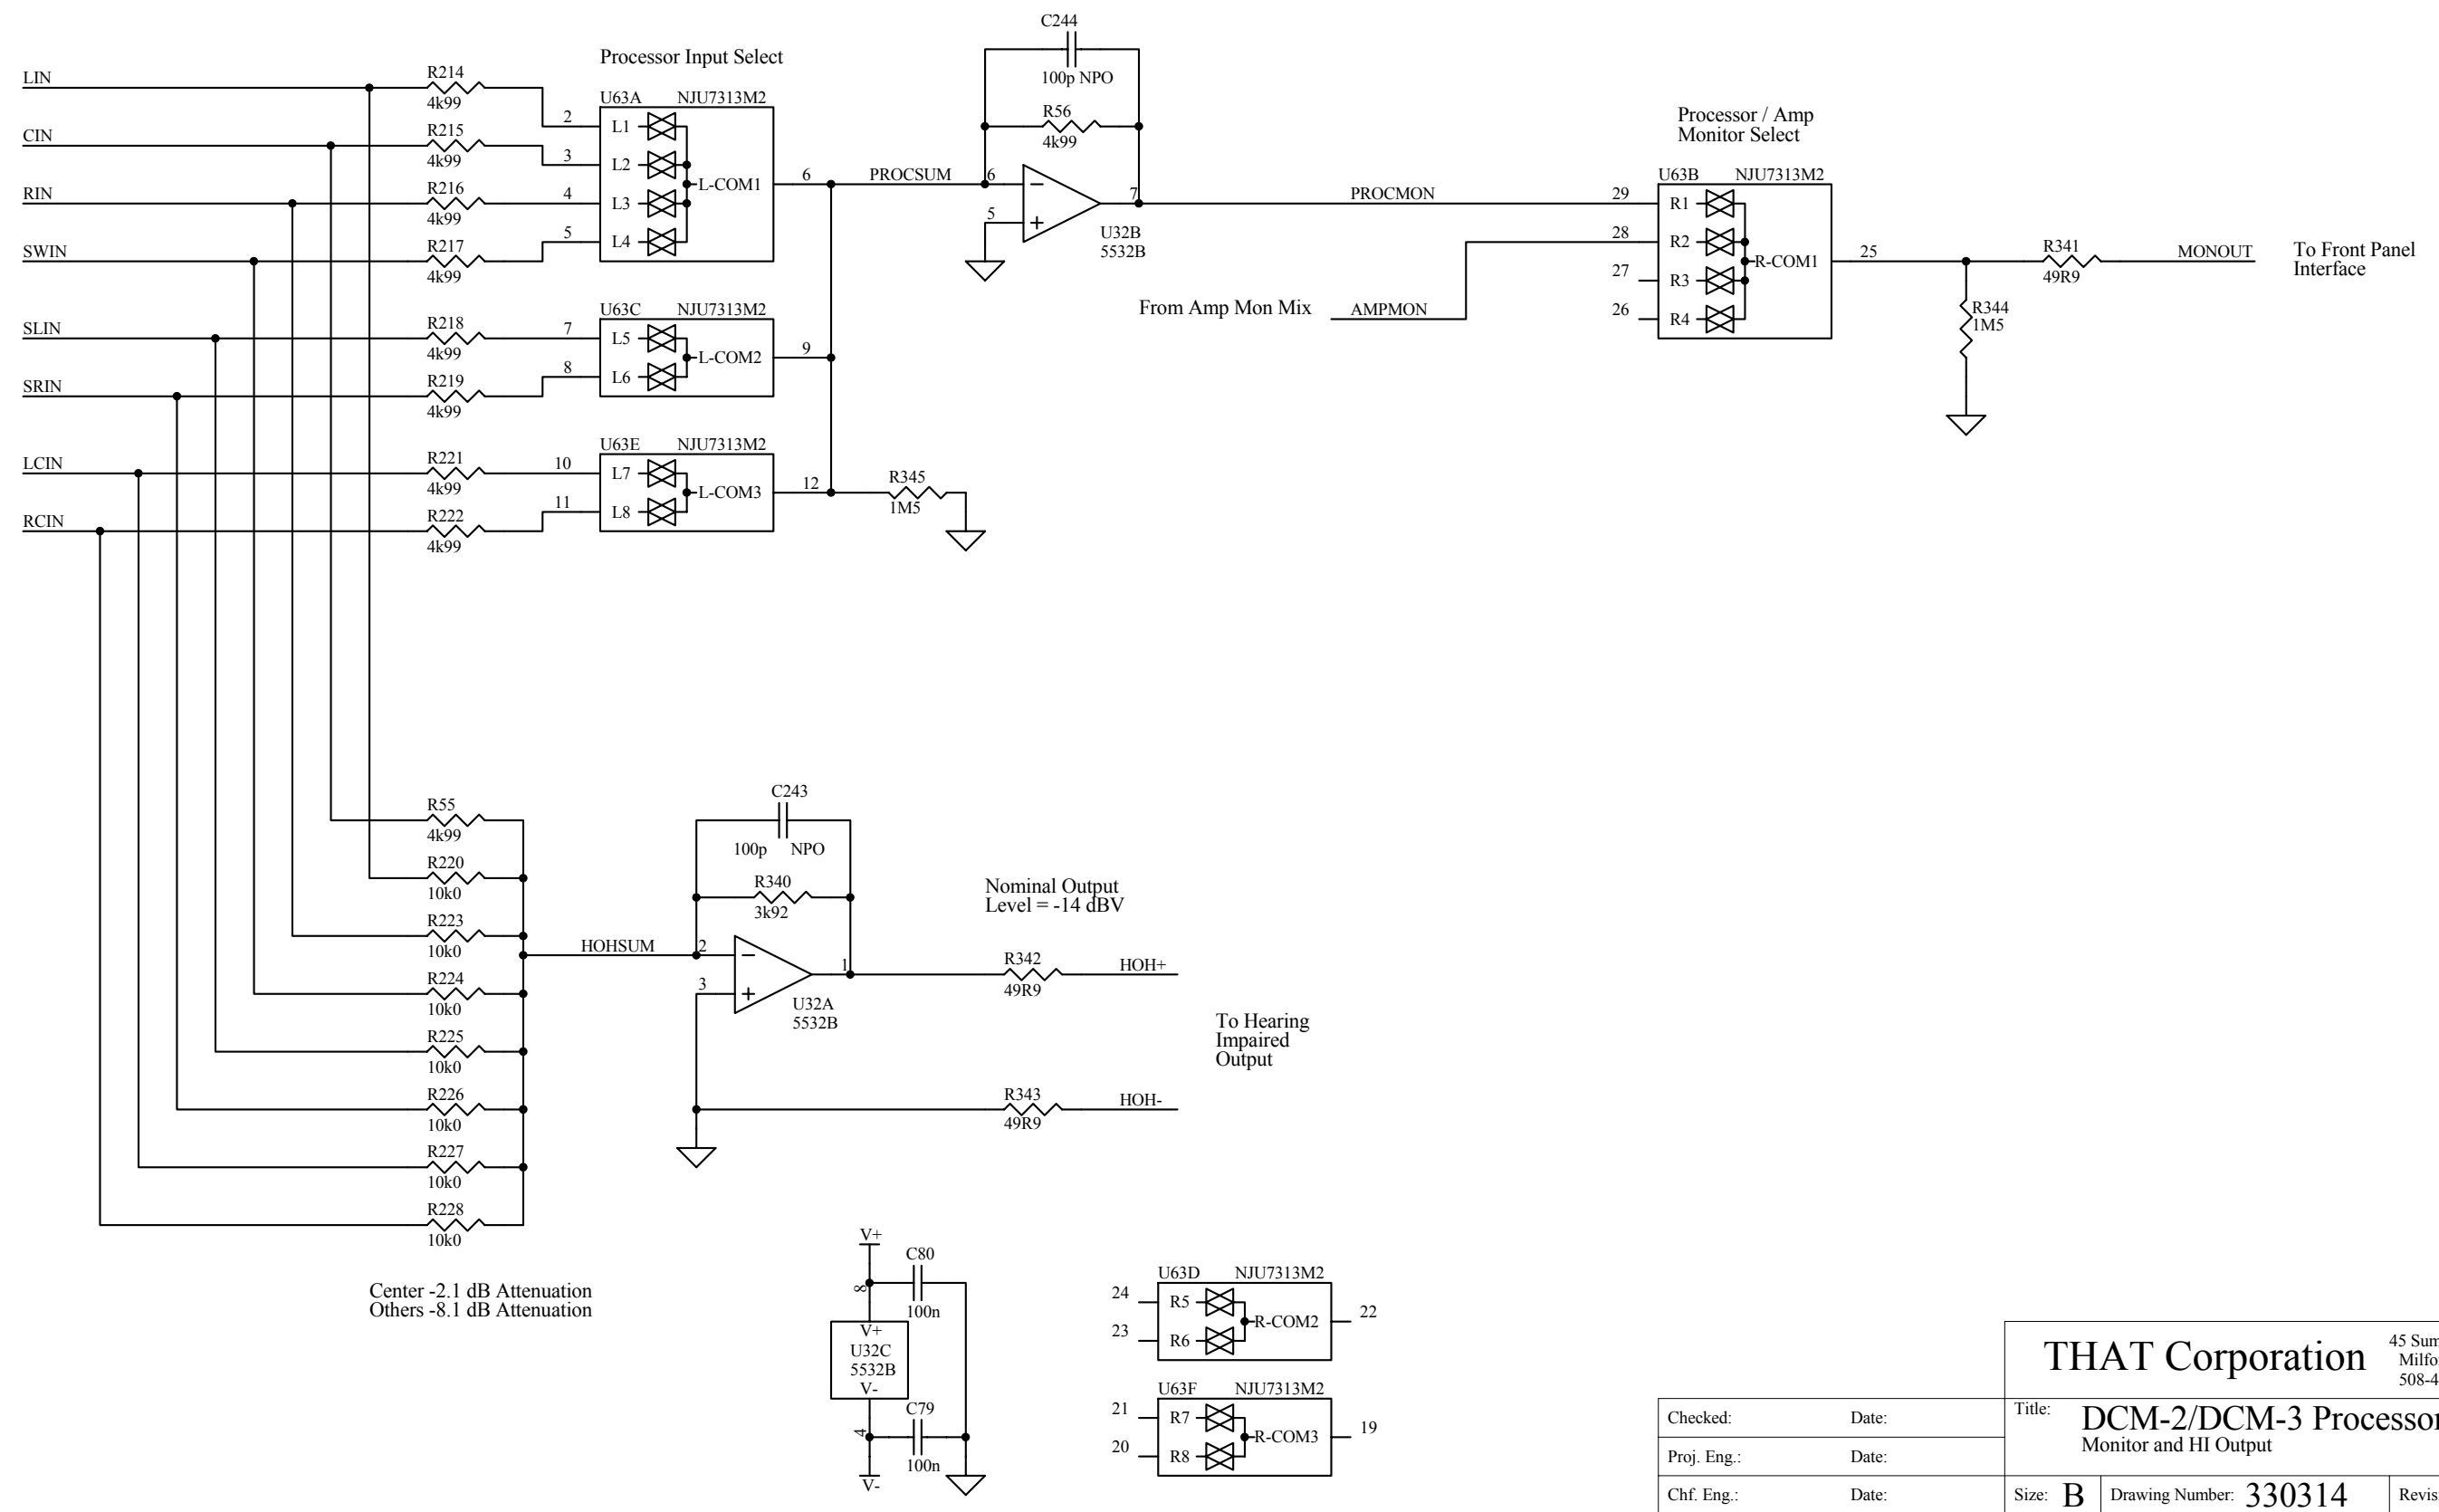 C244
100p NPO
R56
4k99
Processor Input Select
LIN
R214
4k99
CIN
R215
4k99
RIN
R216
4k99
SWIN
R217
4k99
U63A NJU7313M2
2 L1
3 L2
4 L3
5 L4
L-COM1 6
PROCSUM
6
5
7
U32B
5532B
PROCMON
Processor / Amp
Monitor Select
U63B NJU7313M2
29 R1
28 R2
27 R3
26 R4
R-COM1 25
R341
49R9
MONOUT
To Front Panel
Interface
R344
1M5
From Amp Mon Mix AMPMON
SLIN
R218
4k99
SRIN
R219
4k99
U63C NJU7313M2
7 L5
8 L6
L-COM2 9
LCIN
R221
4k99
RCIN
R222
4k99
U63E NJU7313M2
10 L7
11 L8
L-COM3 12
R345
1M5
R55
4k99
R220
10k0
R223
10k0
R224
10k0
R225
10k0
R226
10k0
R227
10k0
R228
10k0
Center -2.1 dB Attenuation
Others -8.1 dB Attenuation
HOHSUM
C243
100p NPO
R340
3k92
2
3
1
U32A
5532B
Nominal Output
Level = -14 dBV
R342
49R9
HOH+
R343
49R9
HOH-
To Hearing
Impaired
Output
V+
C80
100n
8
V+
U32C
5532B
V-
4
C79
100n
V-
U63D NJU7313M2
24 R5
23 R6
R-COM2 22
U63F NJU7313M2
21 R7
20 R8
R-COM3 19
THAT Corporation
45 Sum
Milfo
508-4
Checked: Date:
Proj. Eng.: Date:
Chf. Eng.: Date:
Title: DCM-2/DCM-3 Processor
Monitor and HI Output
Size: B
Drawing Number: 330314
Revis